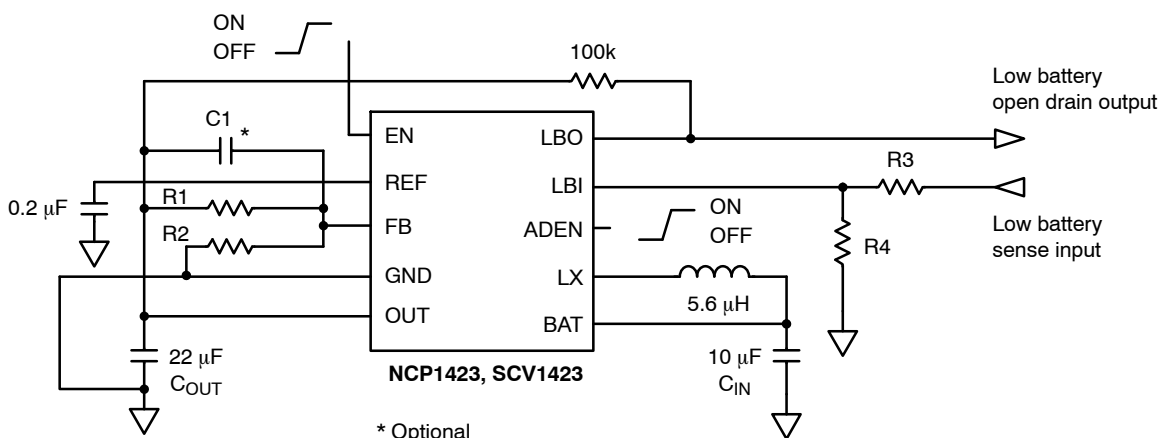 ON
OFF
100k
Low battery
open drain output
C1
*
EN
LBO
R3
REF
LBI
0.2 μF
R1
ON
OFF
FB
ADEN
Low battery
sense input
R2
R4
GND
LX
5.6 μH
OUT
BAT
22 μF
COUT
10 μF
CIN
NCP1423, SCV1423
* Optional